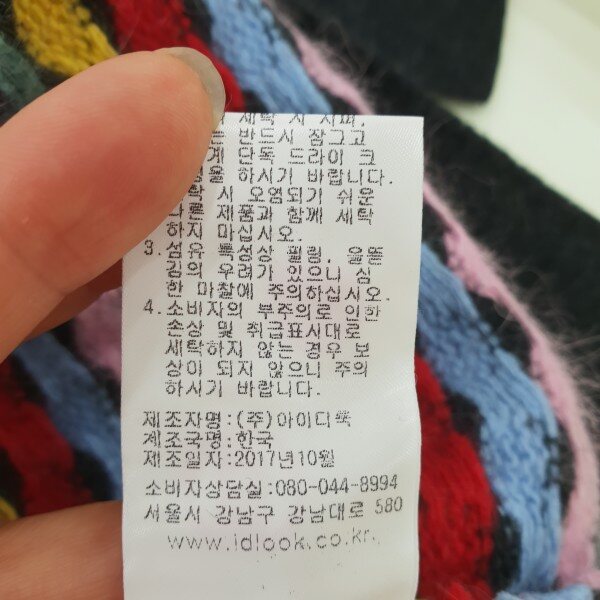 세탁 시 지퍼,
는 반드시 잠그고
게 단독 드라이 크
을 하시기 바랍니다.
탁 시 오염되기 쉬운
다른 제품과 함께 세탁
하지 마십시오.
3. 섬유 특성상 필링, 올뜯
김의 우려가 있으니 심
한 마찰에 주의하십시오.
4. 소비자의 부주의로 인한
손상 및 취급표시대로
세탁하지 않는 경우 보
상이 되지 않으니 주의
하시기 바랍니다.
제조자명:(주)아이디룩
제조국명:한국
제조일자:2017년10월
소비자상담실:080-044-8994
서울시 강남구 강남대로 580
www.idlook.co.kr.